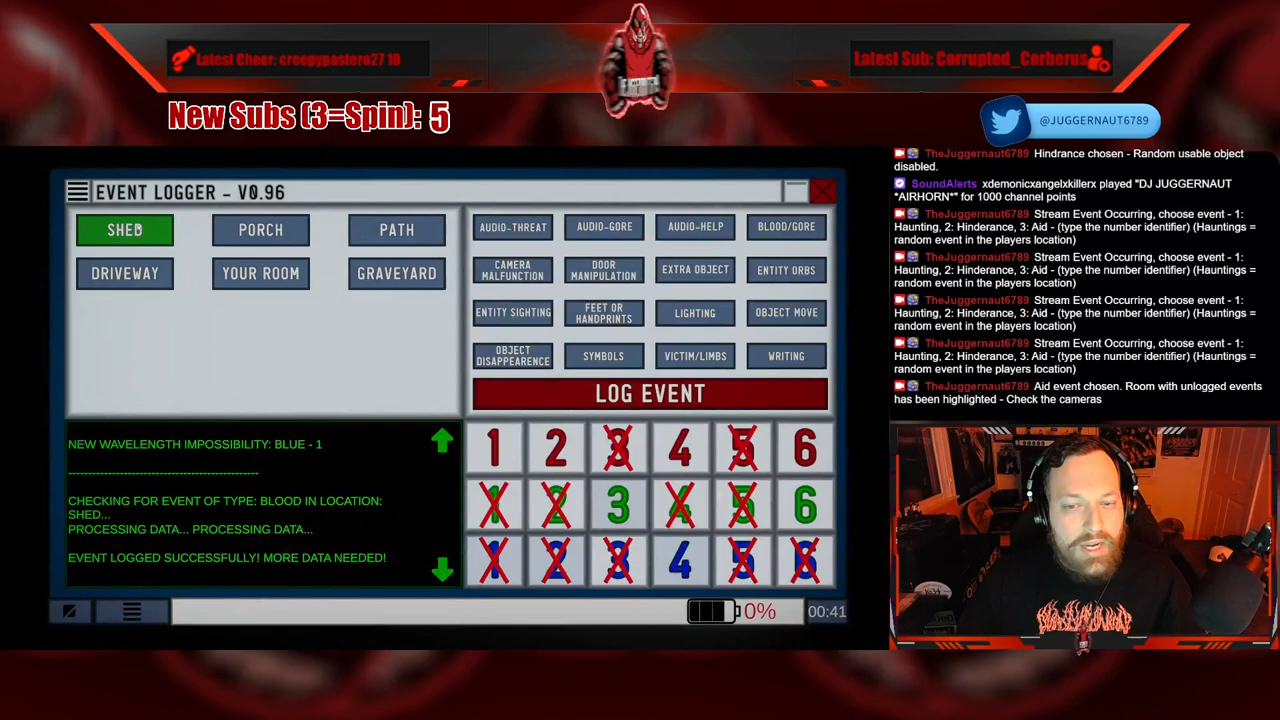 Latest Cheer: creepypastero27 10
Latest Sub: Corrupted_Cerberus
New Subs (3=Spin): 5
@JUGGERNAUT6789
EVENT LOGGER – V0.96
SHED
PORCH
PATH
DRIVEWAY
YOUR ROOM
GRAVEYARD
AUDIO-THREAT
AUDIO-GORE
AUDIO-HELP
BLOOD/GORE
CAMERA
MALFUNCTION
DOOR
MANIPULATION
EXTRA OBJECT
ENTITY ORBS
ENTITY SIGHTING
FEET OR
HANDPRINTS
LIGHTING
OBJECT MOVE
OBJECT
DISAPPEARENCE
SYMBOLS
VICTIM/LIMBS
WRITING
LOG EVENT
NEW WAVELENGTH IMPOSSIBILITY: BLUE - 1
------------------------------------------------
CHECKING FOR EVENT OF TYPE: BLOOD IN LOCATION:
SHED...
PROCESSING DATA... PROCESSING DATA...
EVENT LOGGED SUCCESSFULLY! MORE DATA NEEDED!
1 2 3 4 5 6
1 2 3 4 5 6
1 2 3 4 5 6
0%
00:41
TheJuggernaut6789 Hindrance chosen - Random usable object
disabled.
SoundAlerts xdemonicxangelxkillerx played "DJ JUGGERNAUT
*AIRHORN*" for 1000 channel points
TheJuggernaut6789 Stream Event Occurring, choose event - 1:
Haunting, 2: Hinderance, 3: Aid - (type the number identifier) (Hauntings =
random event in the players location)
TheJuggernaut6789 Stream Event Occurring, choose event - 1:
Haunting, 2: Hinderance, 3: Aid - (type the number identifier) (Hauntings =
random event in the players location)
TheJuggernaut6789 Stream Event Occurring, choose event - 1:
Haunting, 2: Hinderance, 3: Aid - (type the number identifier) (Hauntings =
random event in the players location)
TheJuggernaut6789 Stream Event Occurring, choose event - 1:
Haunting, 2: Hinderance, 3: Aid - (type the number identifier) (Hauntings =
random event in the players location)
TheJuggernaut6789 Aid event chosen. Room with unlogged events
has been highlighted - Check the cameras